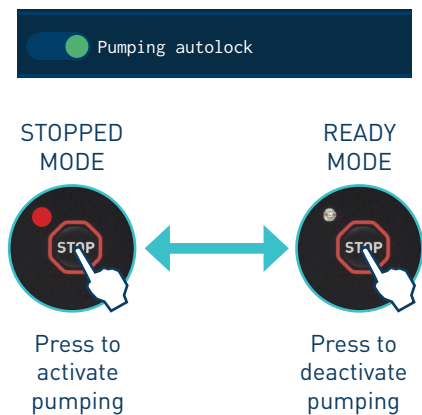 Pumping autolock
STOPPED
MODE
READY
MODE
STOP
STOP
Press to
activate
pumping
Press to
deactivate
pumping